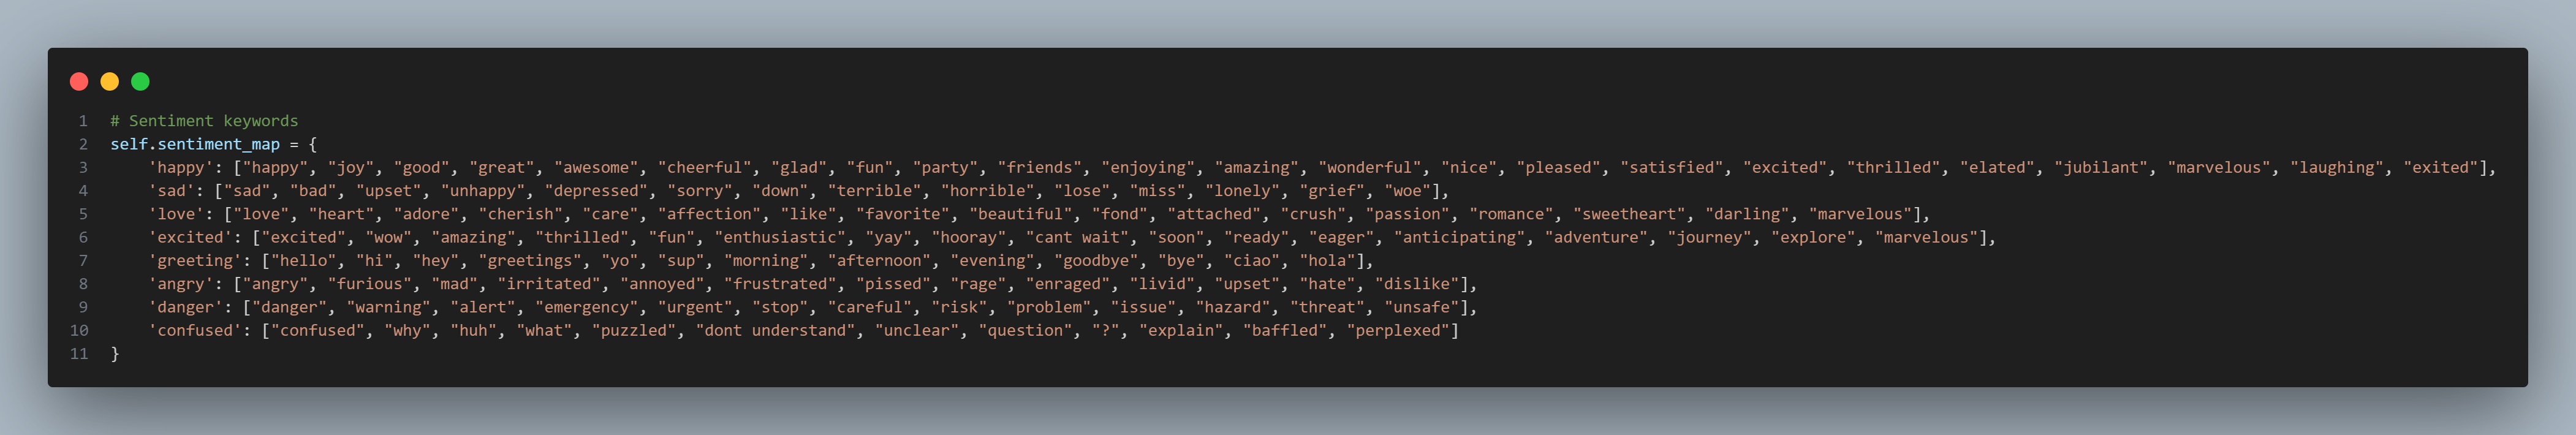 1 # Sentiment keywords
2 self.sentiment_map = {
3     'happy': ["happy", "joy", "good", "great", "awesome", "cheerful", "glad", "fun", "party", "friends", "enjoying", "amazing", "wonderful", "nice", "pleased", "satisfied", "excited", "thrilled", "elated", "jubilant", "marvelous", "laughing", "exited"],
4     'sad': ["sad", "bad", "upset", "unhappy", "depressed", "sorry", "down", "terrible", "horrible", "lose", "miss", "lonely", "grief", "woe"],
5     'love': ["love", "heart", "adore", "cherish", "care", "affection", "like", "favorite", "beautiful", "fond", "attached", "crush", "passion", "romance", "sweetheart", "darling", "marvelous"],
6     'excited': ["excited", "wow", "amazing", "thrilled", "fun", "enthusiastic", "yay", "hooray", "cant wait", "soon", "ready", "eager", "anticipating", "adventure", "journey", "explore", "marvelous"],
7     'greeting': ["hello", "hi", "hey", "greetings", "yo", "sup", "morning", "afternoon", "evening", "goodbye", "bye", "ciao", "hola"],
8     'angry': ["angry", "furious", "mad", "irritated", "annoyed", "frustrated", "pissed", "rage", "enraged", "livid", "upset", "hate", "dislike"],
9     'danger': ["danger", "warning", "alert", "emergency", "urgent", "stop", "careful", "risk", "problem", "issue", "hazard", "threat", "unsafe"],
10     'confused': ["confused", "why", "huh", "what", "puzzled", "dont understand", "unclear", "question", "?", "explain", "baffled", "perplexed"]
11 }